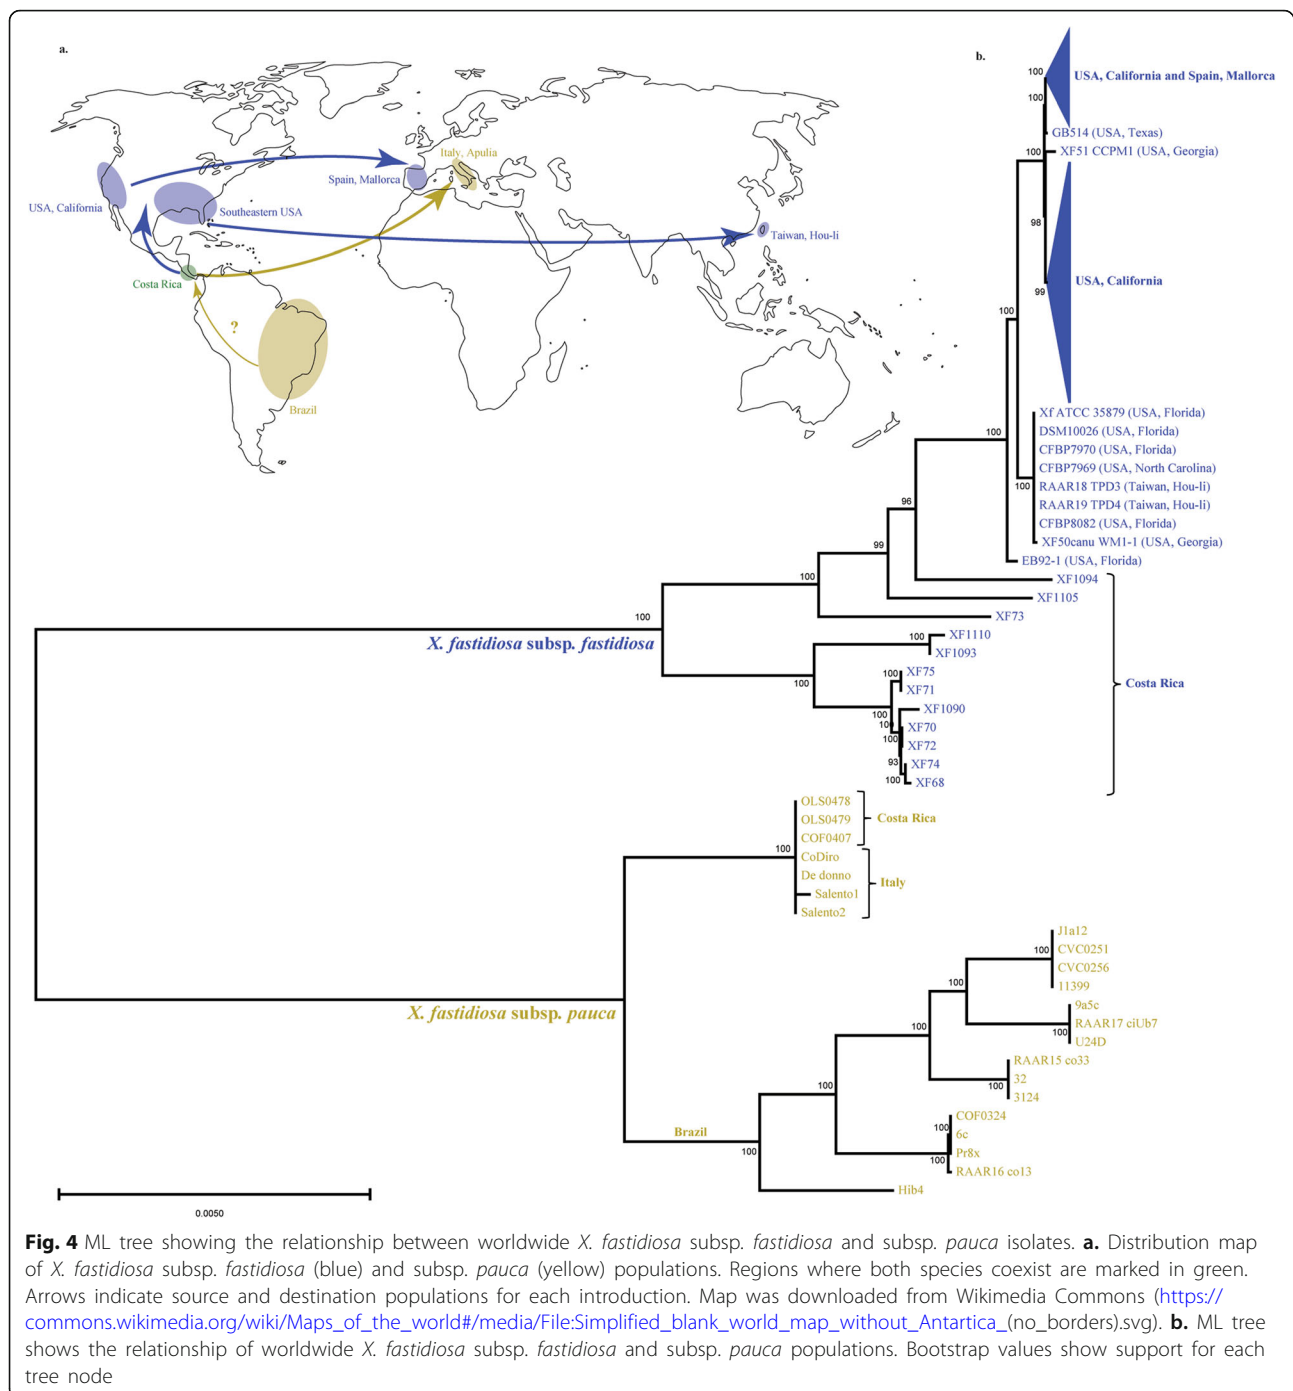 a.
USA, California
Southeastern USA
Costa Rica
?
Brazil
Spain, Mallorca
Italy, Apulia
Taiwan, Hou-li
b.
100
USA, California and Spain, Mallorca
100
GB514 (USA, Texas)
100
XF51 CCPM1 (USA, Georgia)
98
USA, California
99
100
Xf ATCC 35879 (USA, Florida)
DSM10026 (USA, Florida)
100
CFBP7970 (USA, Florida)
CFBP7969 (USA, North Carolina)
100
RAAR18 TPD3 (Taiwan, Hou-li)
RAAR19 TPD4 (Taiwan, Hou-li)
96
CFBP8082 (USA, Florida)
XF50canu WM1-1 (USA, Georgia)
99
EB92-1 (USA, Florida)
100
XF1094
XF1105
100
XF73
X. fastidiosa subsp. fastidiosa
100
XF1110
XF1093
100
100
XF75
XF71
Costa Rica
100
XF1090
100
XF70
100
XF72
93
XF74
100
XF68
OLS0478
OLS0479
Costa Rica
COF0407
100
CoDiro
De donno
Italy
Salento1
Salento2
J1a12
100
CVC0251
CVC0256
100
11399
X. fastidiosa subsp. pauca
9a5c
RAAR17 ciUb7
100
100
U24D
RAAR15 co33
32
100
100
3124
COF0324
100
6c
Brazil
Pr8x
100
100
RAAR16 co13
Hib4
0.0050
Fig. 4 ML tree showing the relationship between worldwide X. fastidiosa subsp. fastidiosa and subsp. pauca isolates. a. Distribution map
of X. fastidiosa subsp. fastidiosa (blue) and subsp. pauca (yellow) populations. Regions where both species coexist are marked in green.
Arrows indicate source and destination populations for each introduction. Map was downloaded from Wikimedia Commons (https://
commons.wikimedia.org/wiki/Maps_of_the_world#/media/File:Simplified_blank_world_map_without_Antartica_(no_borders).svg). b. ML tree
shows the relationship of worldwide X. fastidiosa subsp. fastidiosa and subsp. pauca populations. Bootstrap values show support for each
tree node